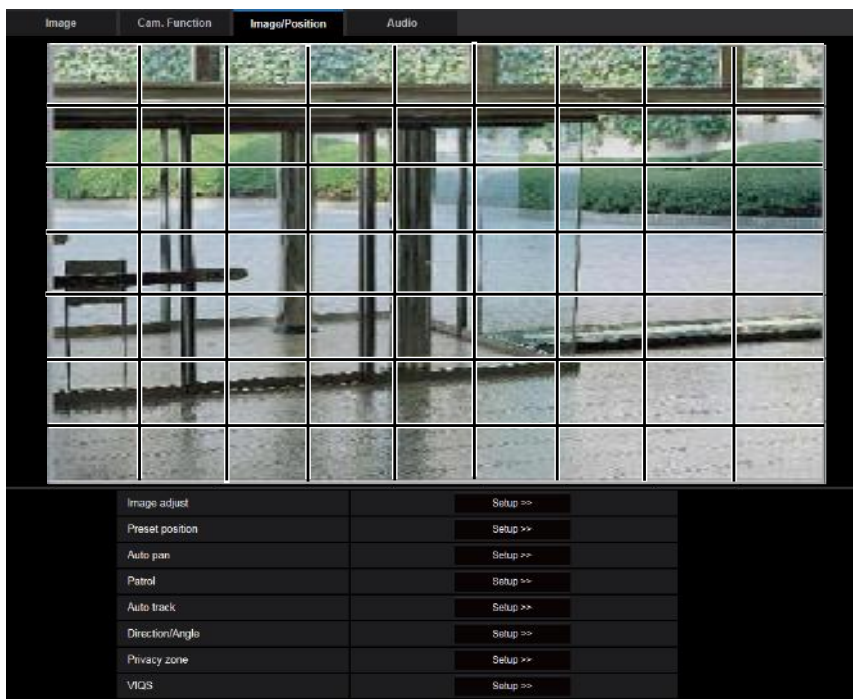 Image Cam. Function Image/Position Audio
Image adjust Setup >>
Preset position Setup >>
Auto pan Setup >>
Patrol Setup >>
Auto track Setup >>
Direction/Angle Setup >>
Privacy zone Setup >>
VIQS Setup >>